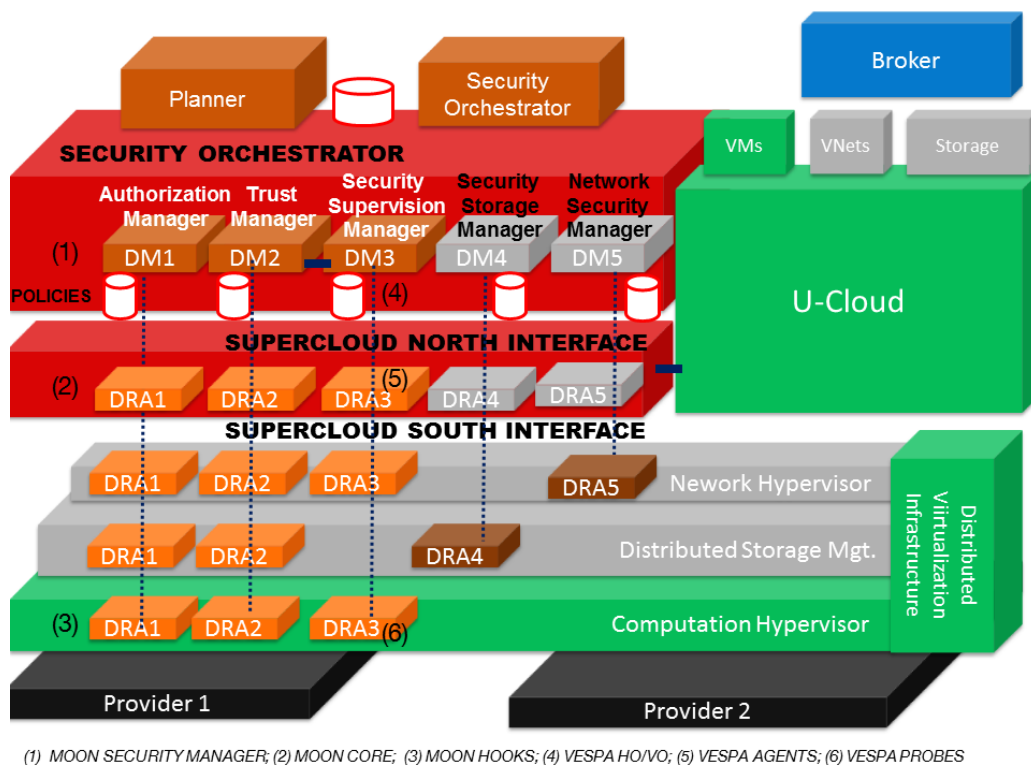 Planner
Security
Orchestrator
Broker
VMs
VNets
Storage
SECURITY ORCHESTRATOR
Authorization
Manager
Trust
Manager
Security
Supervision
Manager
Security
Storage
Manager
Network
Security
Manager
(1)
DM1
DM2
DM3
DM4
DM5
POLICIES
(4)
U-Cloud
SUPERCLOUD NORTH INTERFACE
(2)
DRA1
DRA2
DRA3
(5)
DRA4
DRA5
SUPERCLOUD SOUTH INTERFACE
DRA1
DRA2
DRA3
DRA5
Nework Hypervisor
DRA1
DRA2
DRA4
Distributed Storage Mgt.
Distributed
Viirtualization
Infrastructure
(3)
DRA1
DRA2
DRA3
(6)
Computation Hypervisor
Provider 1
Provider 2
(1) MOON SECURITY MANAGER; (2) MOON CORE; (3) MOON HOOKS; (4) VESPA HO/VO; (5) VESPA AGENTS; (6) VESPA PROBES